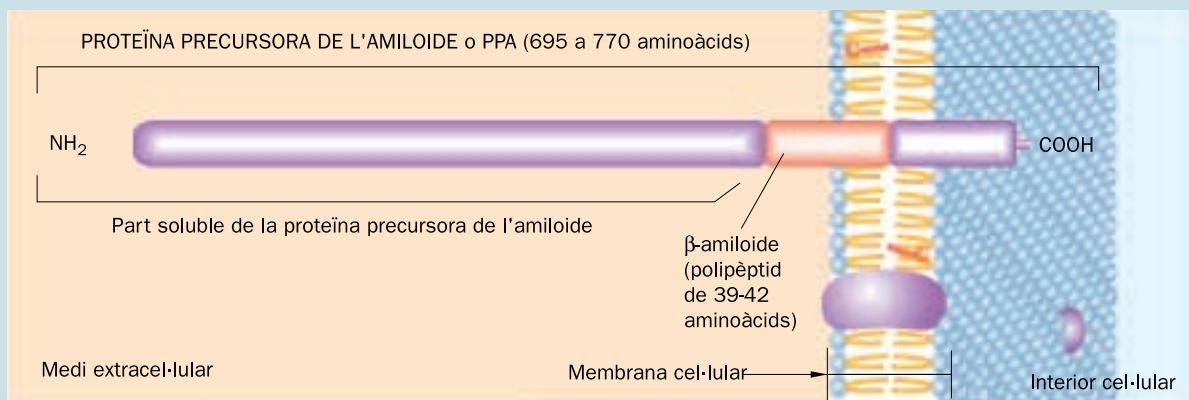 PROTEÏNA PRECURSORA DE L'AMILOIDE o PPA (695 a 770 aminoàcids)
NH2
COOH
Part soluble de la proteïna precursora de l'amiloide
β-amiloide
(polipèptid
de 39-42
aminoàcids)
Medi extracel·lular
Membrana cel·lular
Interior cel·lular